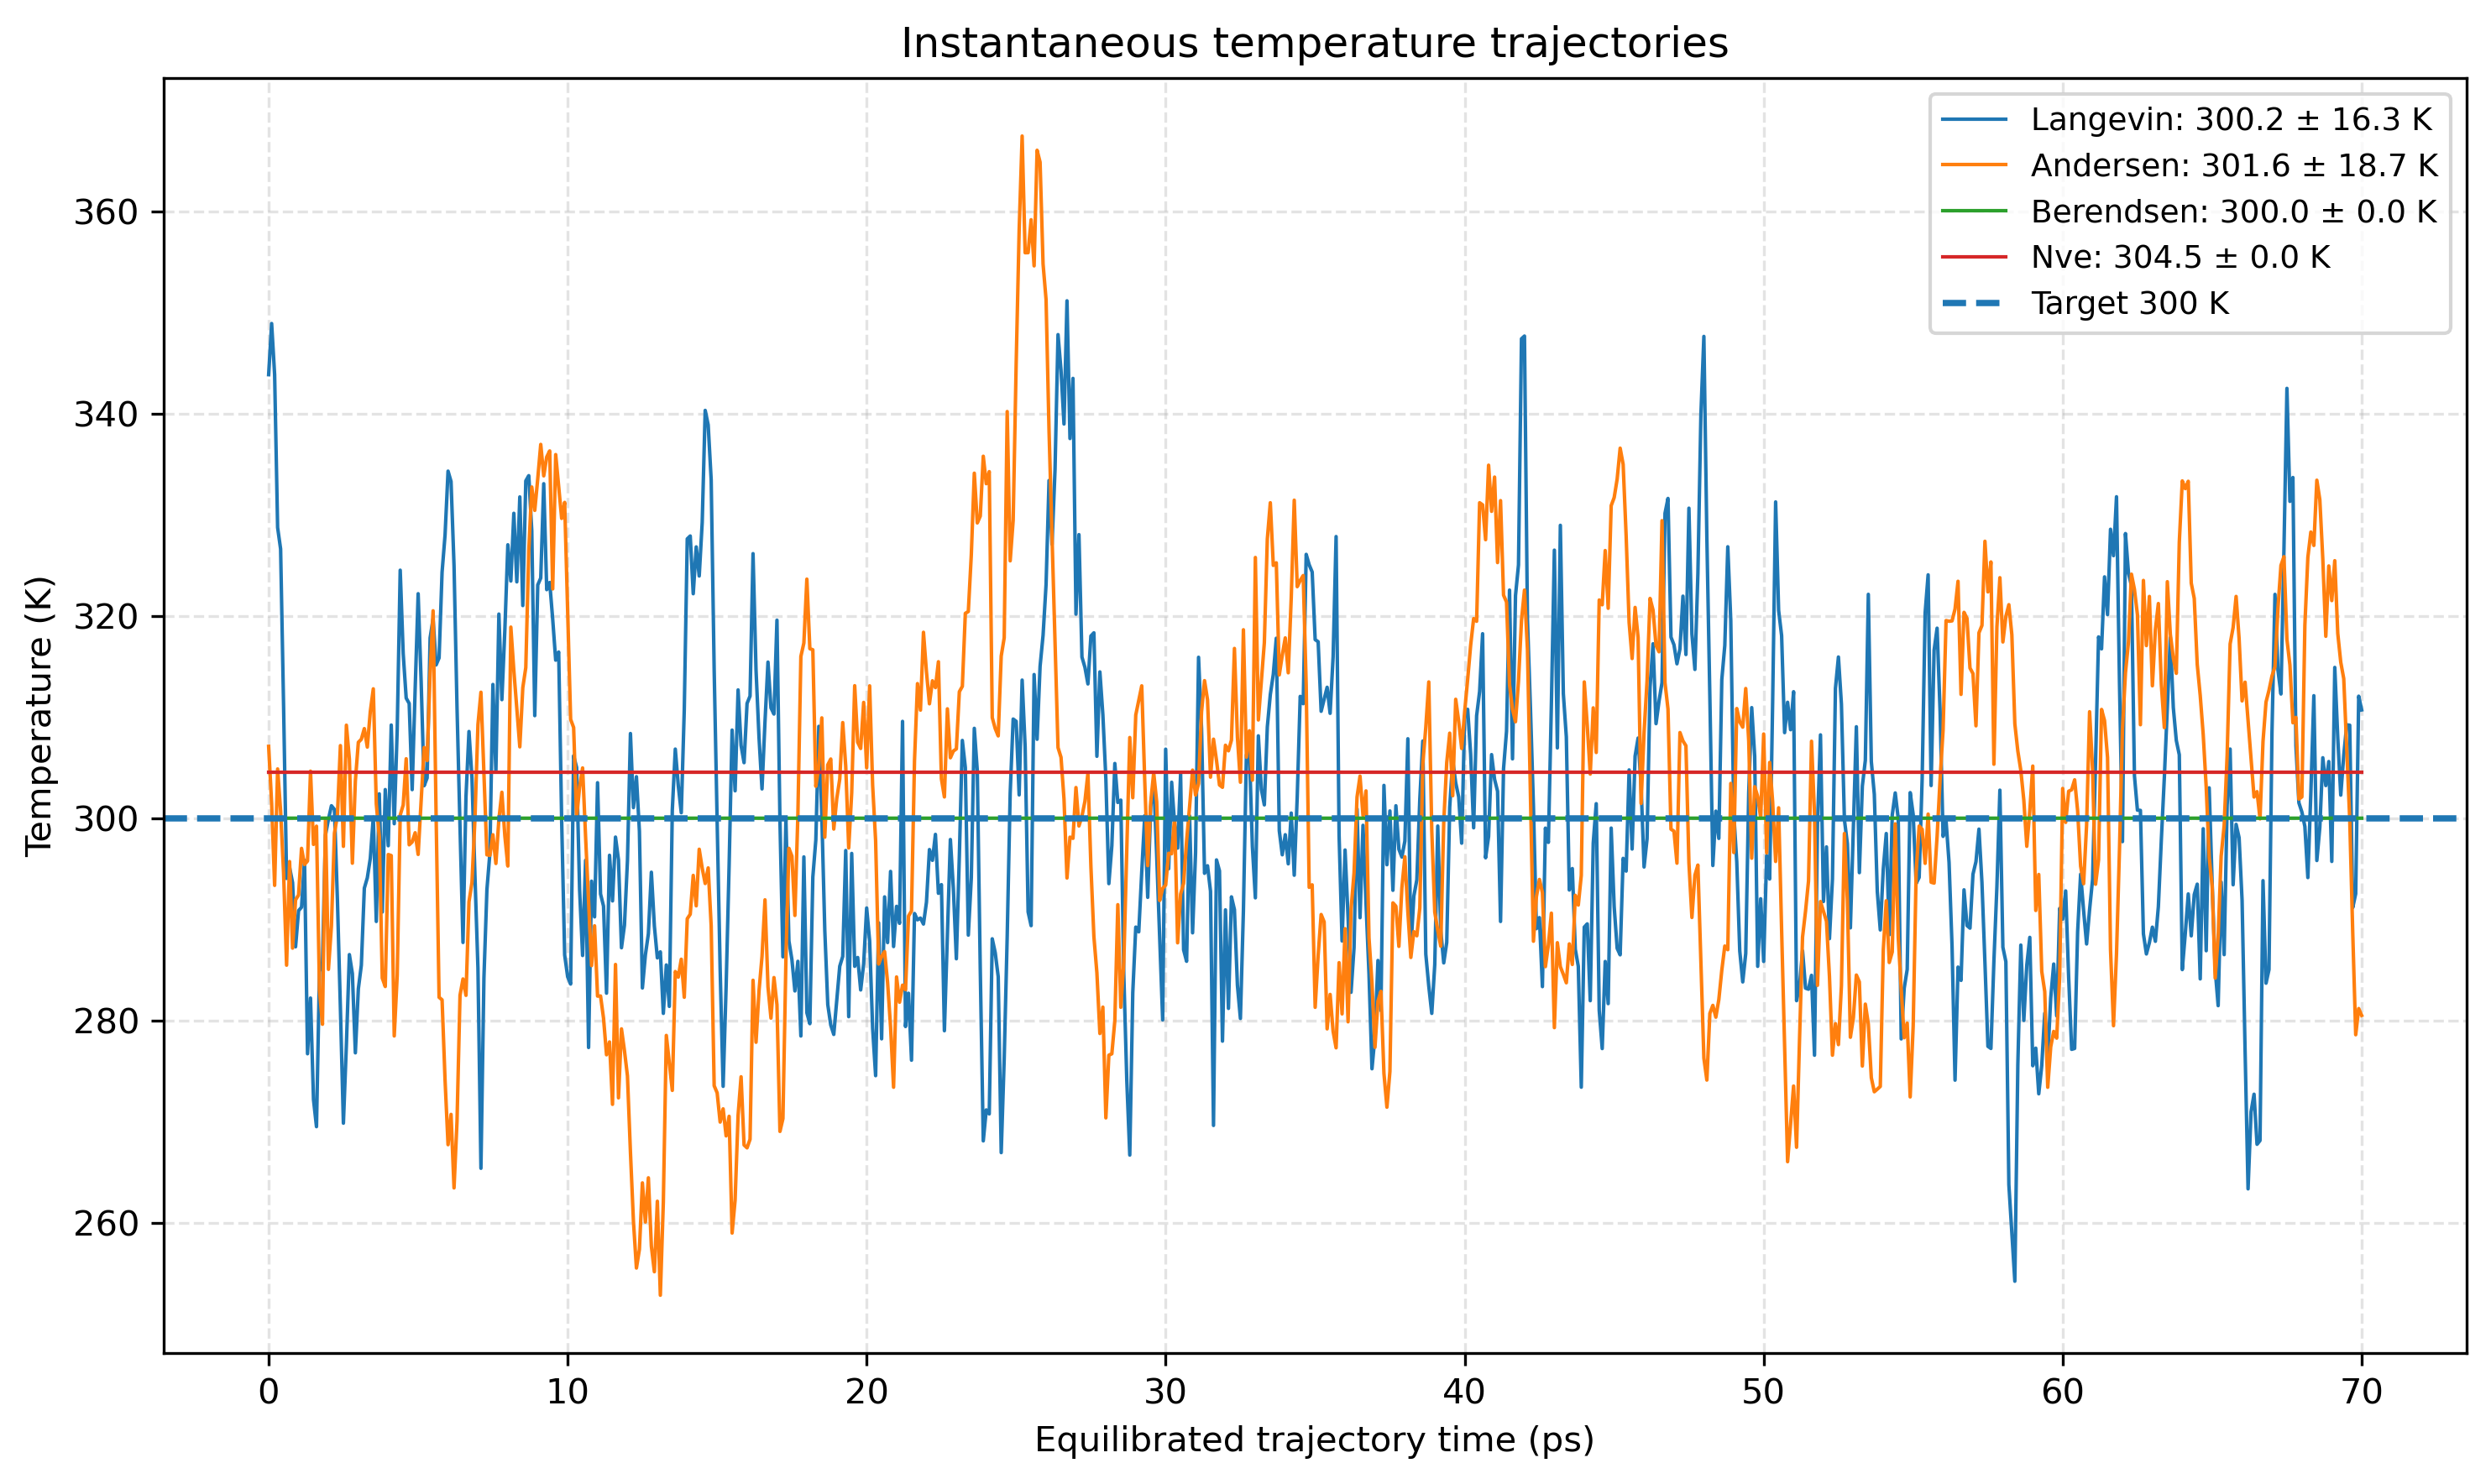 Instantaneous temperature trajectories
Langevin: 300.2 ± 16.3 K
Andersen: 301.6 ± 18.7 K
Berendsen: 300.0 ± 0.0 K
Nve: 304.5 ± 0.0 K
Target 300 K
Temperature (K)
360
340
320
300
280
260
0 10 20 30 40 50 60 70
Equilibrated trajectory time (ps)